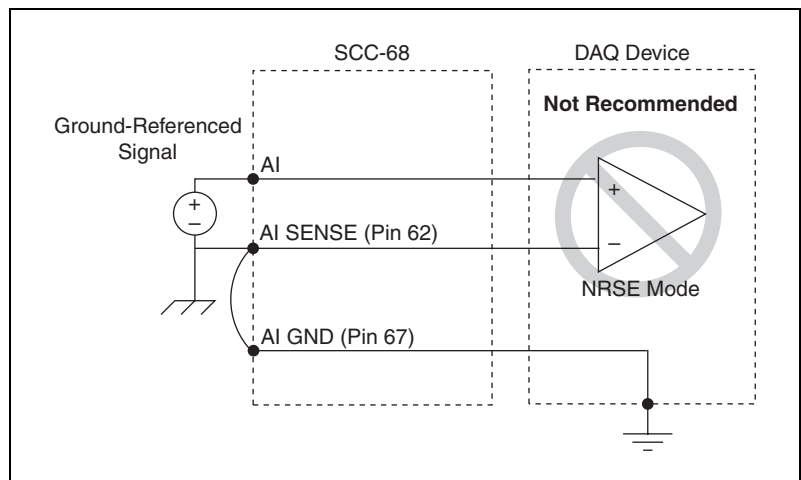 SCC-68
DAQ Device
Not Recommended
Ground-Referenced
Signal
AI
+
–
+
AI SENSE (Pin 62)
–
NRSE Mode
AI GND (Pin 67)